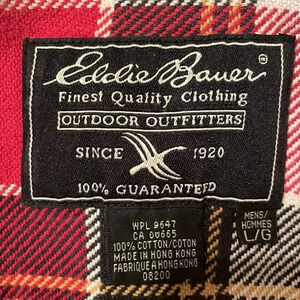 Eddie Bauer
Finest Quality Clothing
OUTDOOR OUTFITTERS
SINCE 1920
100% GUARANTEED
WPL 9647
CA 00665
100% COTTON/COTON
MADE IN HONG KONG
FABRIQUE A HONG KONG
08200
MENS/
HOMMES
L/G